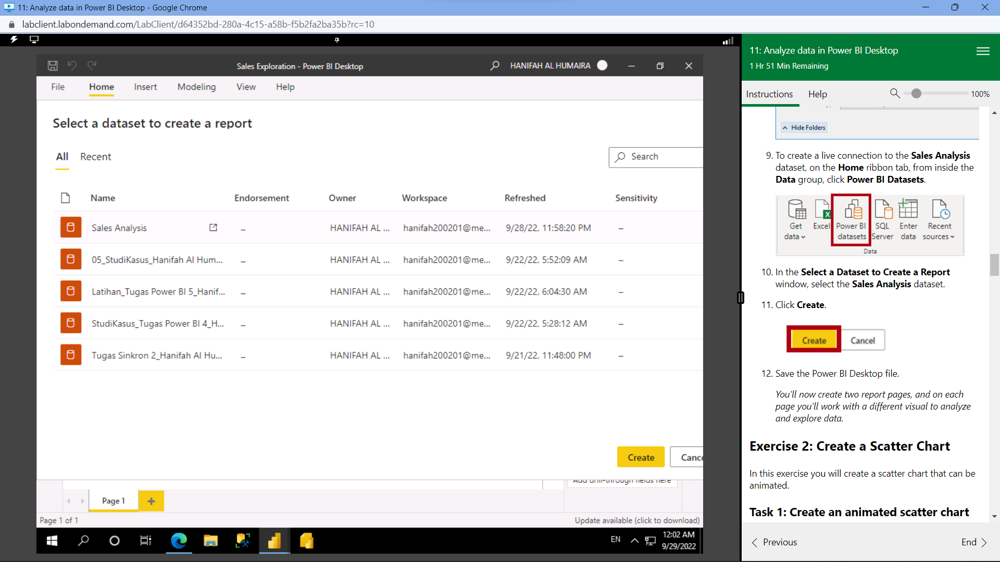 11: Analyze data in Power BI Desktop - Google Chrome
labclient.labondemand.com/LabClient/d64352bd-280a-4c15-a58b-f5b2fa2ba35b?rc=10
Sales Exploration - Power BI Desktop
HANIFAH AL HUMAIRA
File Home Insert Modeling View Help
Select a dataset to create a report
All Recent
Search
Name Endorsement Owner Workspace Refreshed Sensitivity
Sales Analysis – HANIFAH AL ... hanifah200201@me... 9/28/22, 11:58:20 PM –
05_StudiKasus_Hanifah Al Hum... – HANIFAH AL ... hanifah200201@me... 9/22/22, 5:52:09 AM –
Latihan_Tugas Power BI 5_Hanif... – HANIFAH AL ... hanifah200201@me... 9/22/22, 6:04:30 AM –
StudiKasus_Tugas Power BI 4_H... – HANIFAH AL ... hanifah200201@me... 9/22/22, 5:28:12 AM –
Tugas Sinkron 2_Hanifah Al Hu... – HANIFAH AL ... hanifah200201@me... 9/21/22, 11:48:00 PM –
Create Cance
Add drill-through fields here
Page 1
Page 1 of 1
Update available (click to download)
EN
12:02 AM
9/29/2022
11: Analyze data in Power BI Desktop
1 Hr 51 Min Remaining
Instructions Help
100%
Hide Folders
9. To create a live connection to the Sales Analysis
dataset, on the Home ribbon tab, from inside the
Data group, click Power BI Datasets.
Get data
Excel
Power BI datasets
SQL Server
Enter data
Recent sources
Data
10. In the Select a Dataset to Create a Report
window, select the Sales Analysis dataset.
11. Click Create.
Create Cancel
12. Save the Power BI Desktop file.
You'll now create two report pages, and on each
page you'll work with a different visual to analyze
and explore data.
Exercise 2: Create a Scatter Chart
In this exercise you will create a scatter chart that can be
animated.
Task 1: Create an animated scatter chart
Previous
End